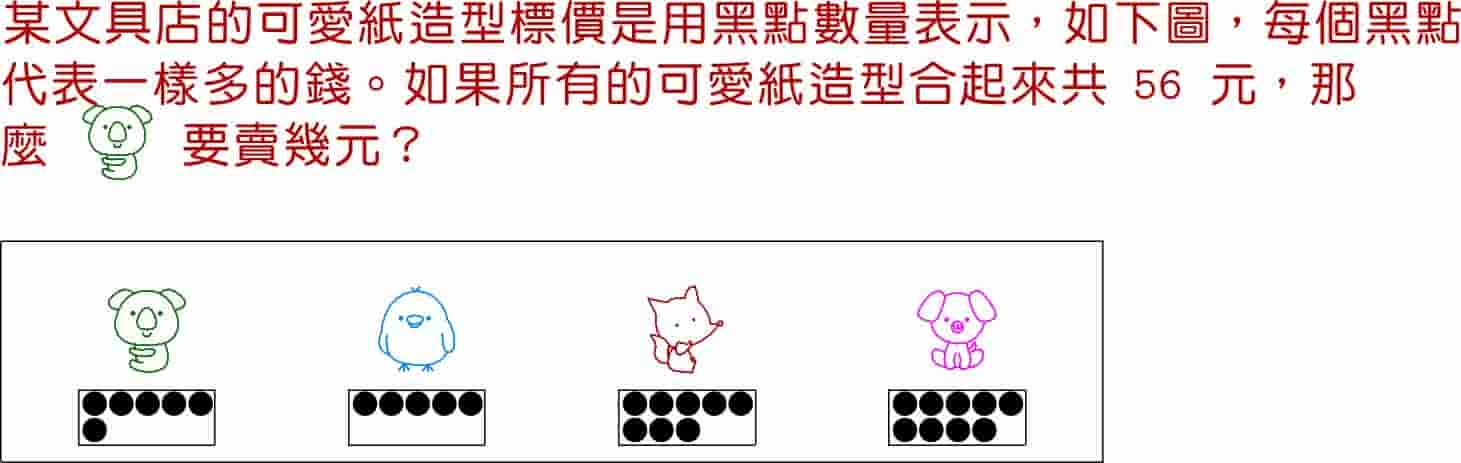 某文具店的可愛紙造型標價是用黑點數量表示，如下圖，每個黑點
代表一樣多的錢。如果所有的可愛紙造型合起來共 56 元，那
麼 要賣幾元？